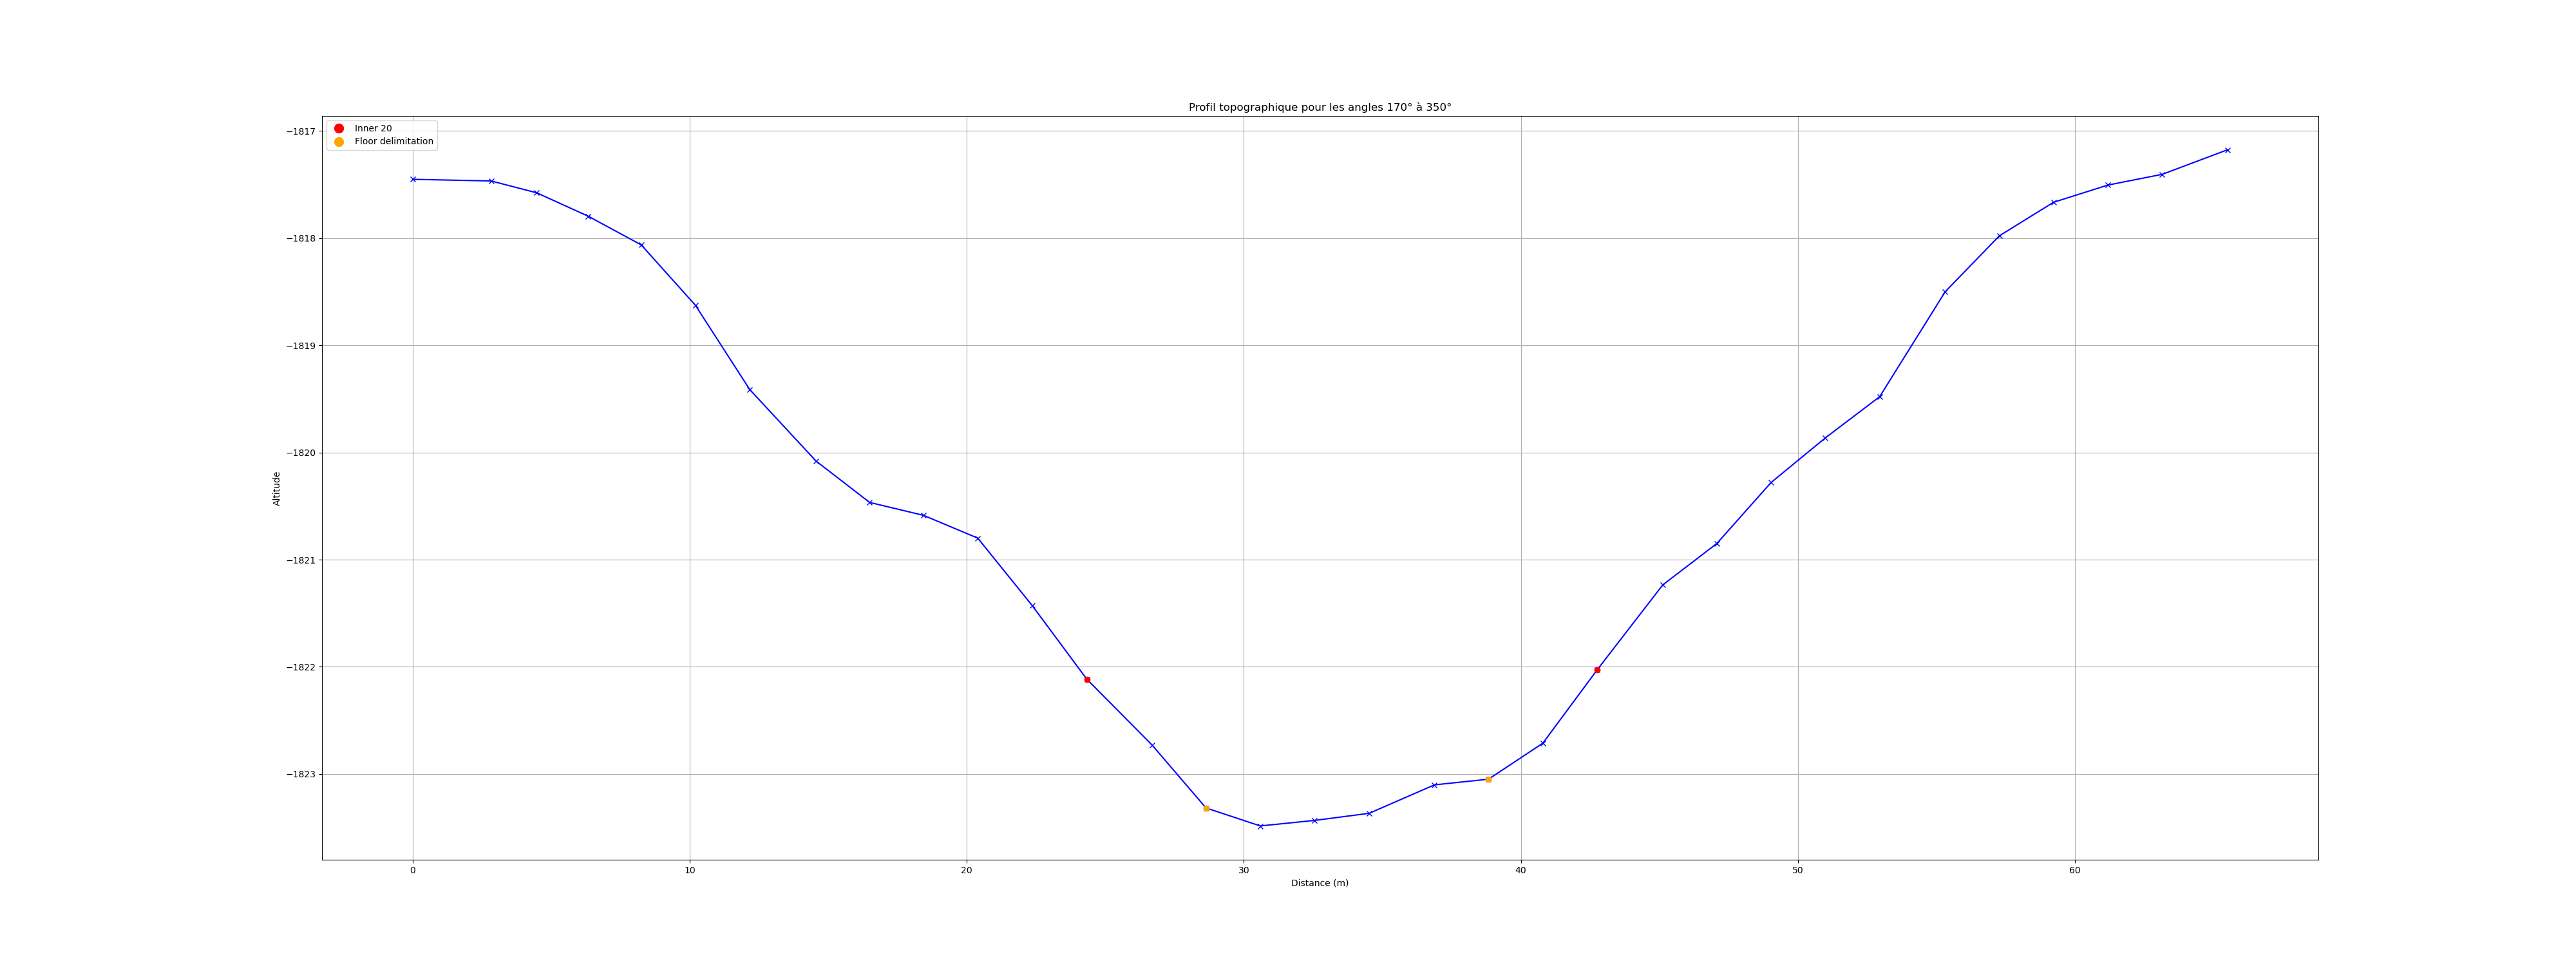 Profil topographique pour les angles 170° à 350°
Inner 20
Floor delimitation
−1817
−1818
−1819
−1820
−1821
−1822
−1823
Altitude
0 10 20 30 40 50 60
Distance (m)